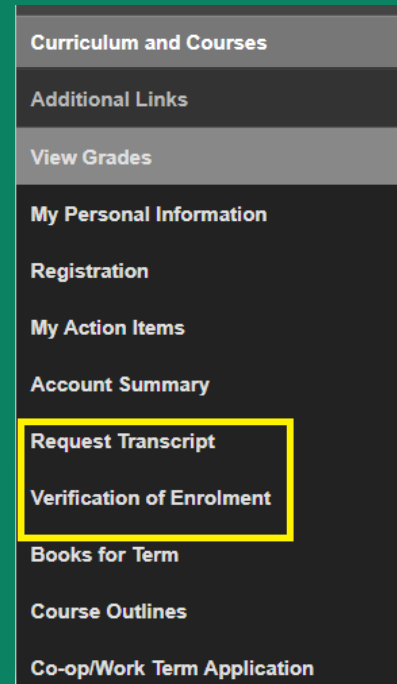 Curriculum and Courses
Additional Links
View Grades
My Personal Information
Registration
My Action Items
Account Summary
Request Transcript
Verification of Enrolment
Books for Term
Course Outlines
Co-op/Work Term Application